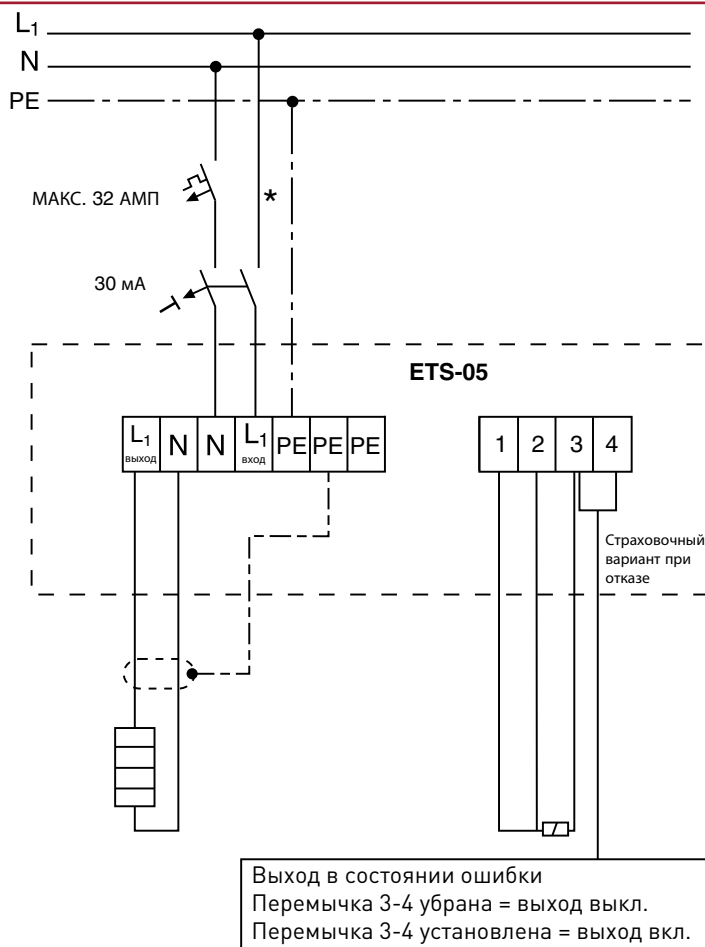 L1
N
PE
МАКС. 32 АМП
*
30 мА
ETS-05
L1 выход N N L1 вход PE PE PE
1 2 3 4
Страховочный
вариант при
отказе
Выход в состоянии ошибки
Перемычка 3-4 убрана = выход выкл.
Перемычка 3-4 установлена = выход вкл.